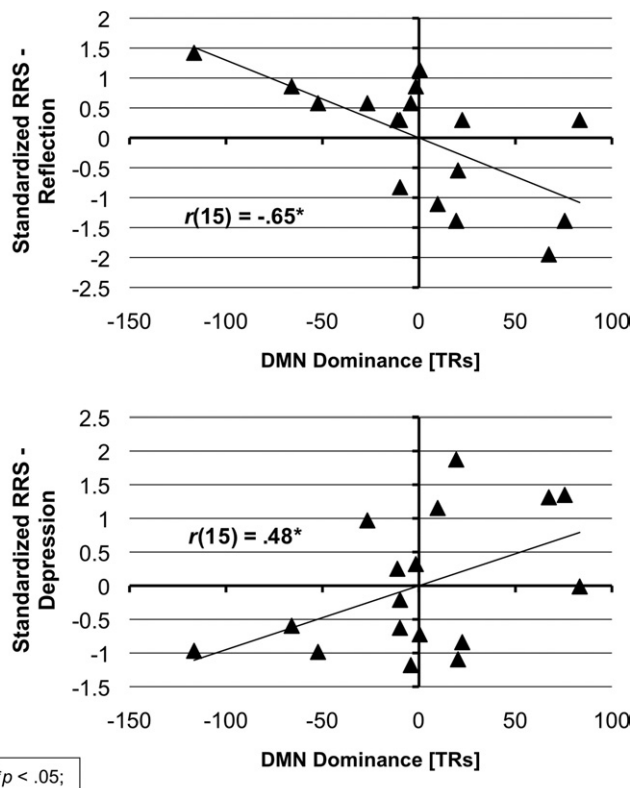 2
1.5
1
0.5
0
-0.5
-1
-1.5
-2
-2.5
Standardized RRS -
Reflection
r(15) = -.65*
-150 -100 -50 0 50 100
DMN Dominance [TRs]
2.5
2
1.5
1
0.5
0
-0.5
-1
-1.5
Standardized RRS -
Depression
r(15) = .48*
-150 -100 -50 0 50 100
DMN Dominance [TRs]
p < .05;